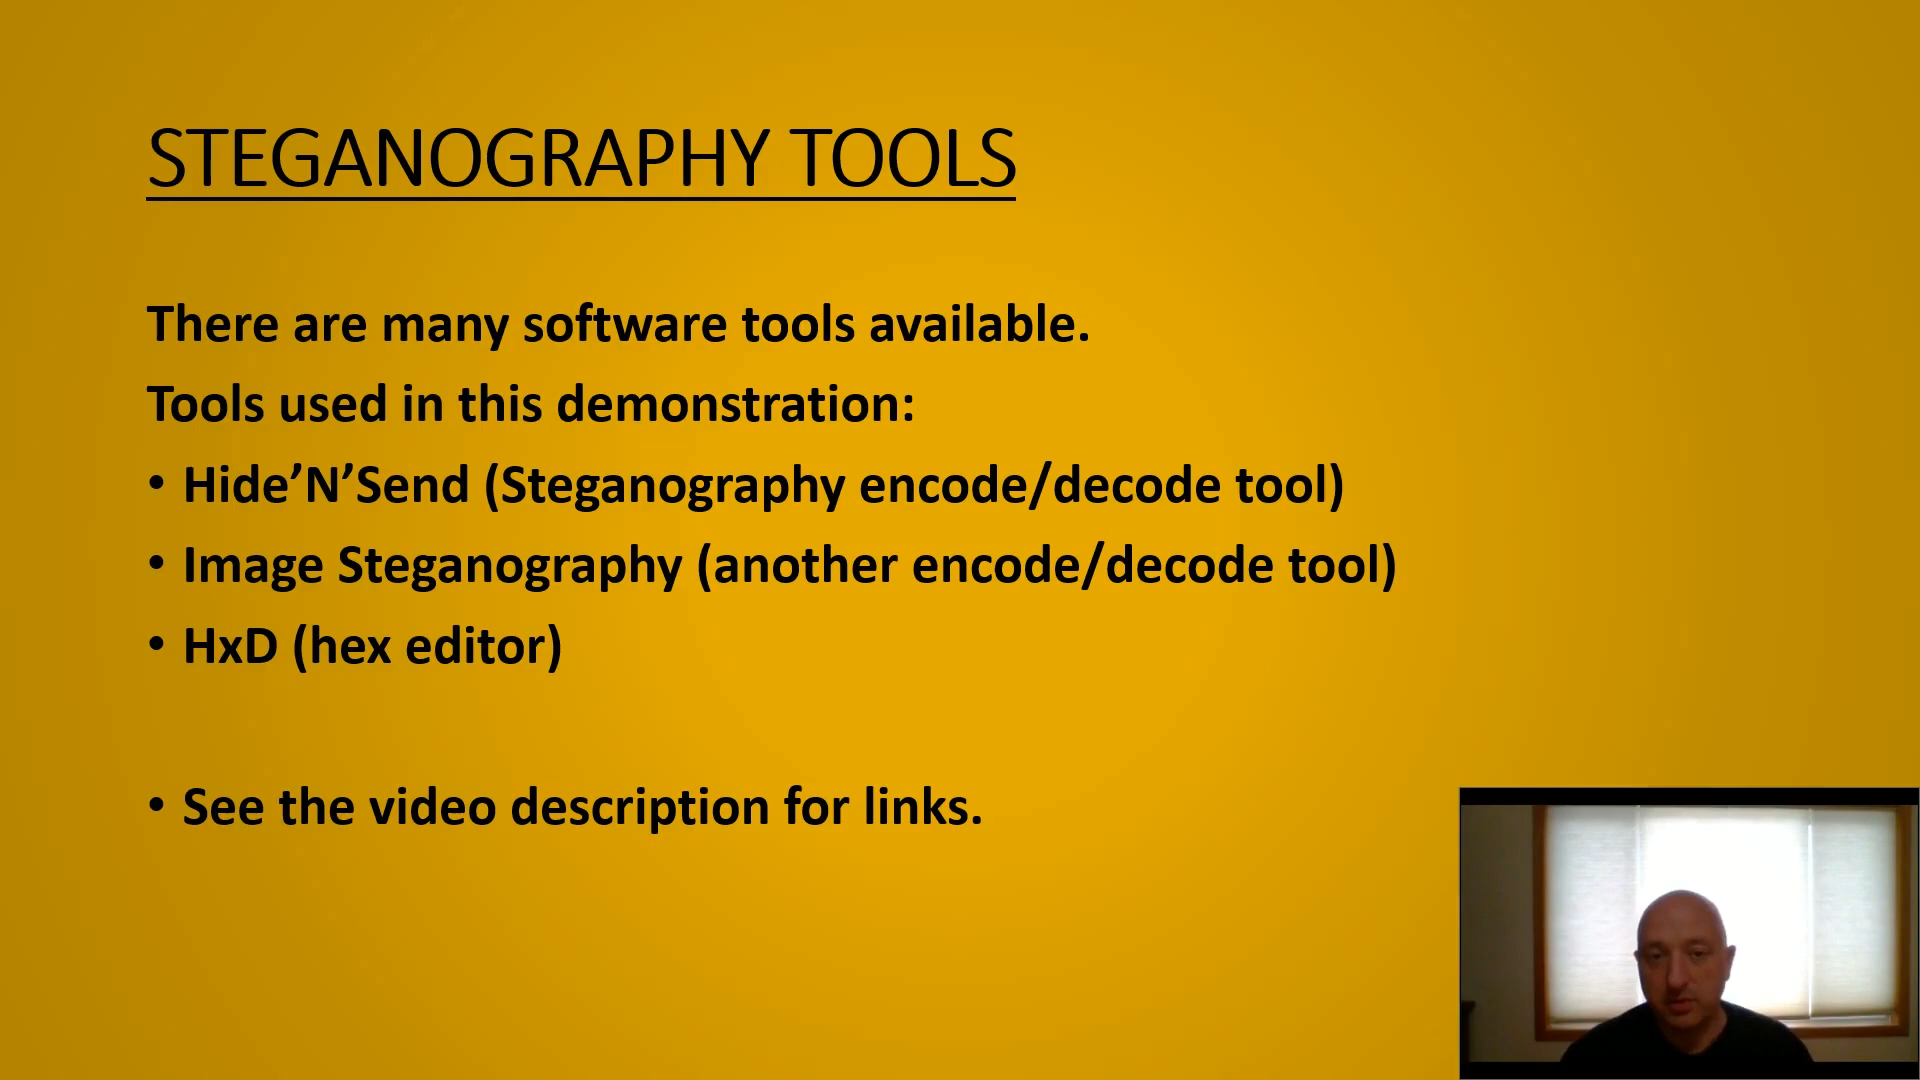 STEGANOGRAPHY TOOLS
There are many software tools available.
Tools used in this demonstration:
• Hide’N’Send (Steganography encode/decode tool)
• Image Steganography (another encode/decode tool)
• HxD (hex editor)
• See the video description for links.